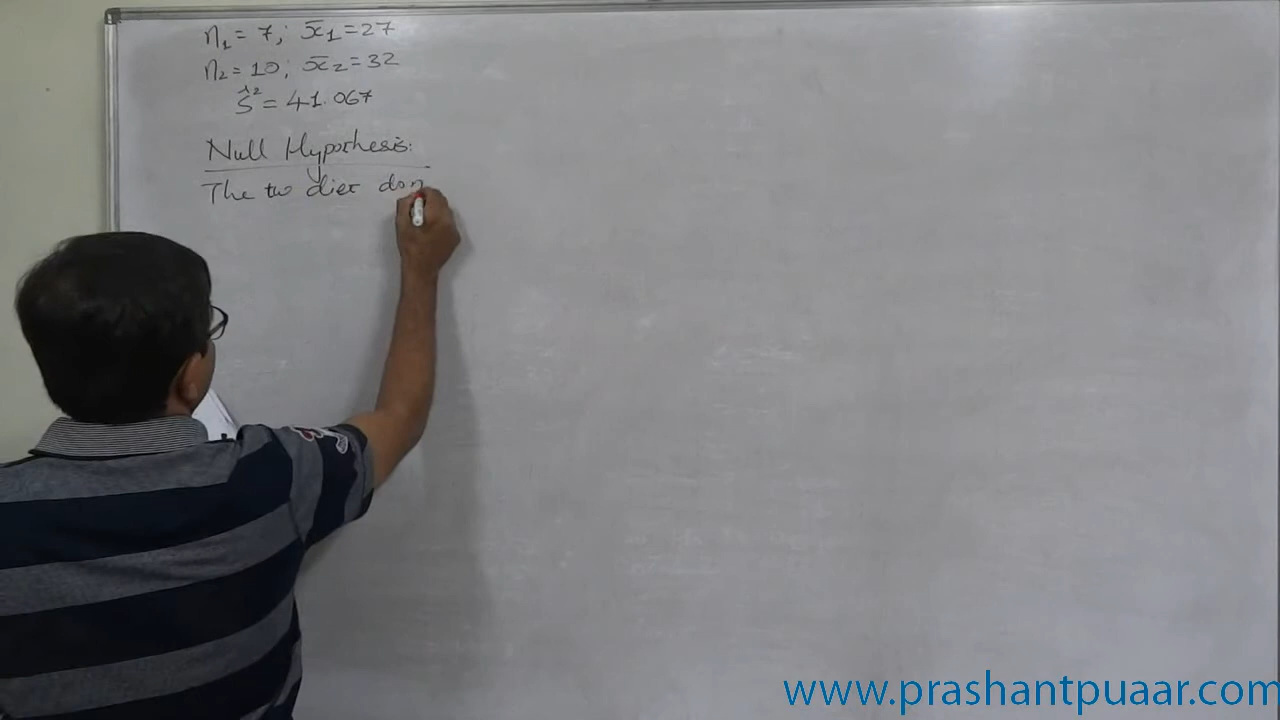 n₁ = 7; x̄₁ = 27
n₂ = 10; x̄₂ = 32
Ŝ² = 41.067
Null Hypothesis:
The two diet don
www.prashantpuaar.com